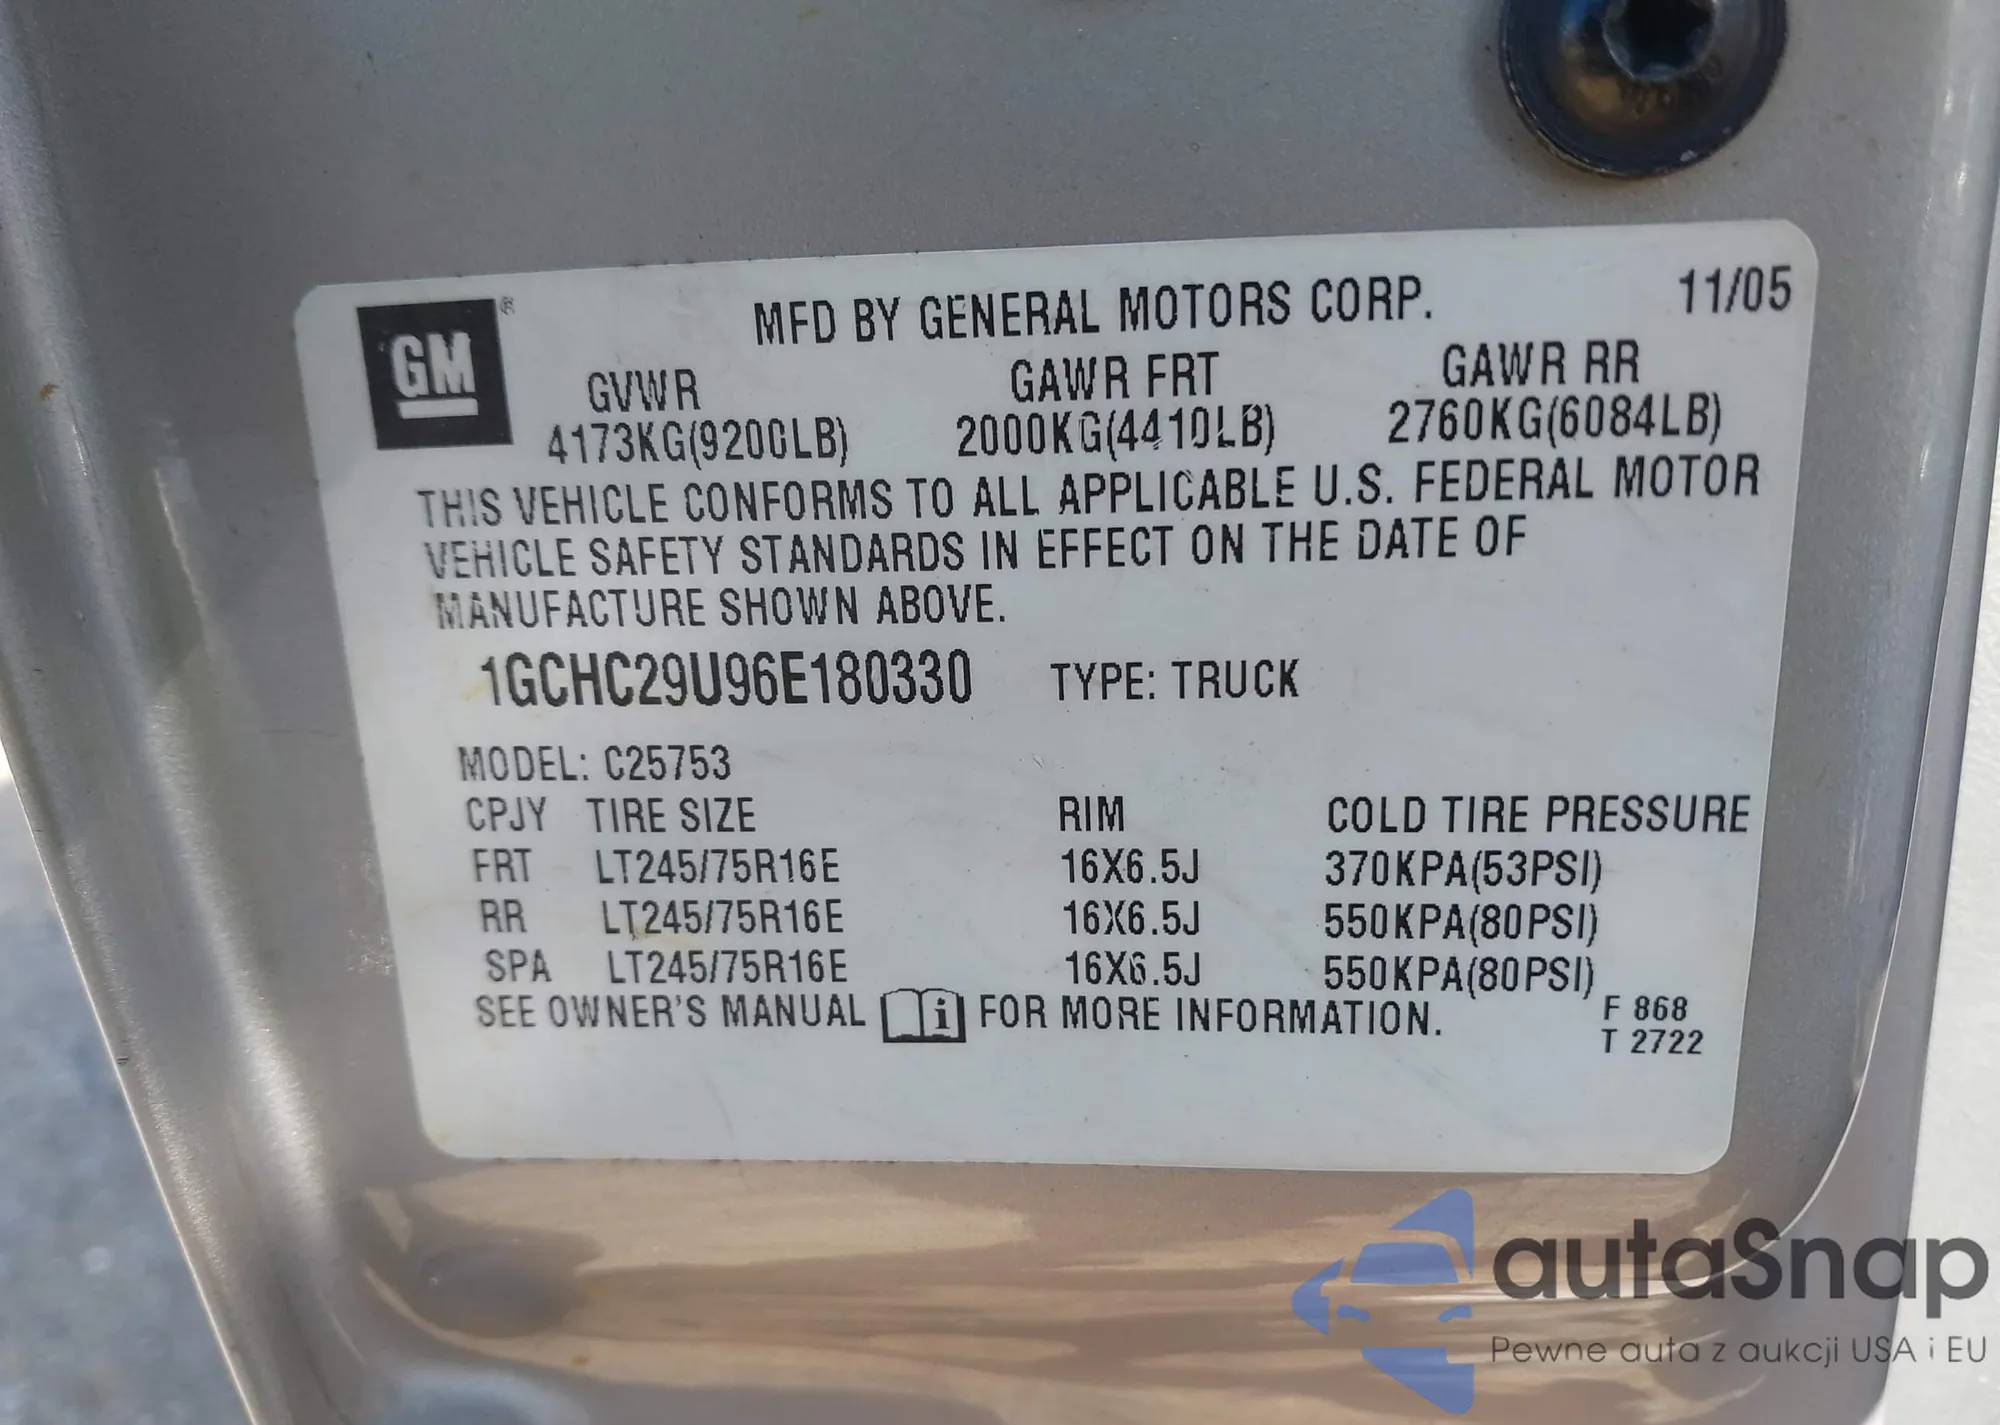 GM ®
MFD BY GENERAL MOTORS CORP. 11/05
GVWR GAWR FRT GAWR RR
4173KG(9200LB) 2000KG(4410LB) 2760KG(6084LB)
THIS VEHICLE CONFORMS TO ALL APPLICABLE U.S. FEDERAL MOTOR
VEHICLE SAFETY STANDARDS IN EFFECT ON THE DATE OF
MANUFACTURE SHOWN ABOVE.
1GCHC29U96E180330 TYPE: TRUCK
MODEL: C25753
CPJY TIRE SIZE RIM COLD TIRE PRESSURE
FRT LT245/75R16E 16X6.5J 370KPA(53PSI)
RR LT245/75R16E 16X6.5J 550KPA(80PSI)
SPA LT245/75R16E 16X6.5J 550KPA(80PSI)
SEE OWNER'S MANUAL i FOR MORE INFORMATION.
F 868
T 2722
autaSnap
Pewne auta z aukcji USA i EU